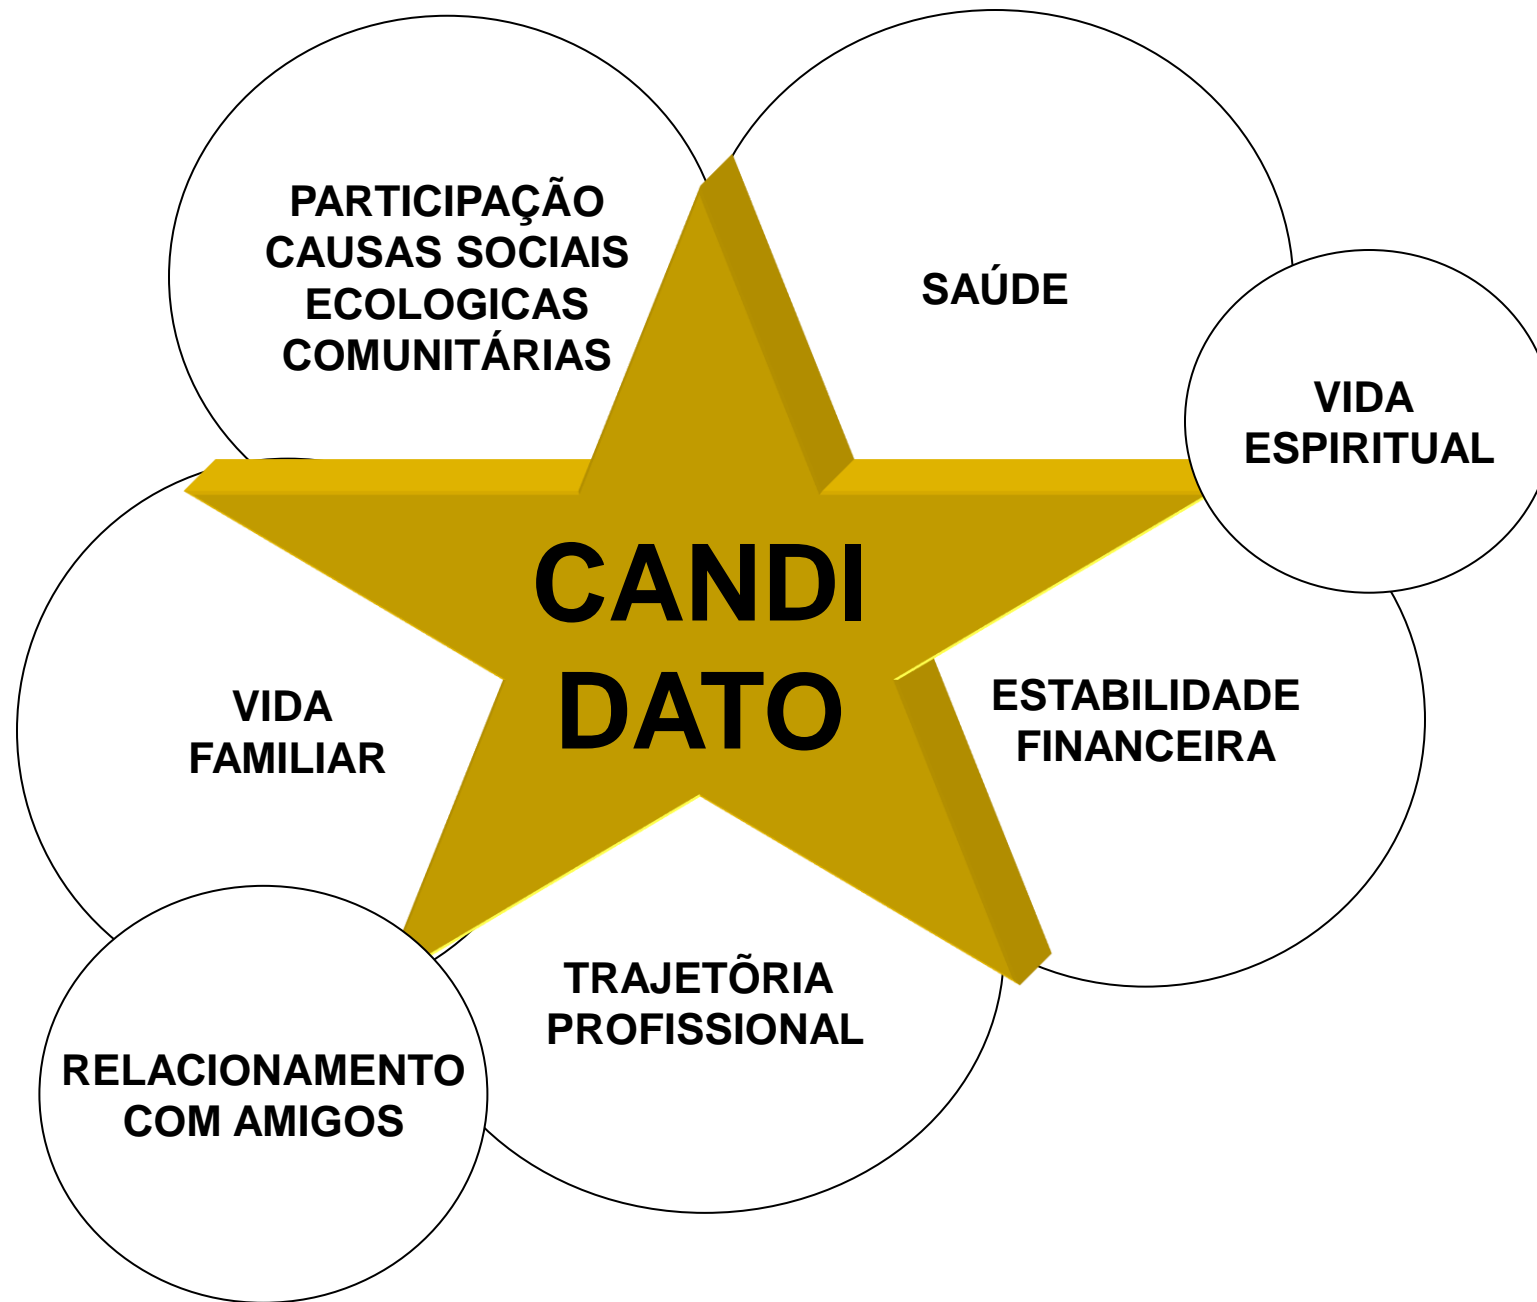 PARTICIPAÇÃO
CAUSAS SOCIAIS
ECOLOGICAS
COMUNITÁRIAS
SAÚDE
VIDA
ESPIRITUAL
CANDI
DATO
VIDA
FAMILIAR
ESTABILIDADE
FINANCEIRA
TRAJETÕRIA
PROFISSIONAL
RELACIONAMENTO
COM AMIGOS